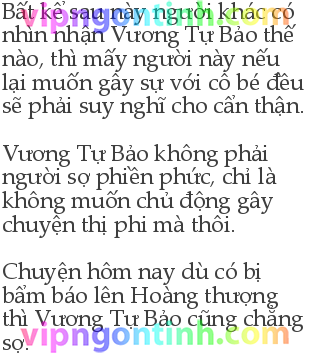 Bất kể sau này người khác có
nhìn nhận Vương Tự Bảo thế
nào, thì mấy người này nếu
lại muốn gây sự với cô bé đều
sẽ phải suy nghĩ cho cẩn thận.

Vương Tự Bảo không phải
người sợ phiền phức, chỉ là
không muốn chủ động gây
chuyện thị phi mà thôi.

Chuyện hôm nay dù có bị
bẩm báo lên Hoàng thượng
thì Vương Tự Bảo cũng chẳng
sợ.
vipngontinh.com
vipngontinh.com